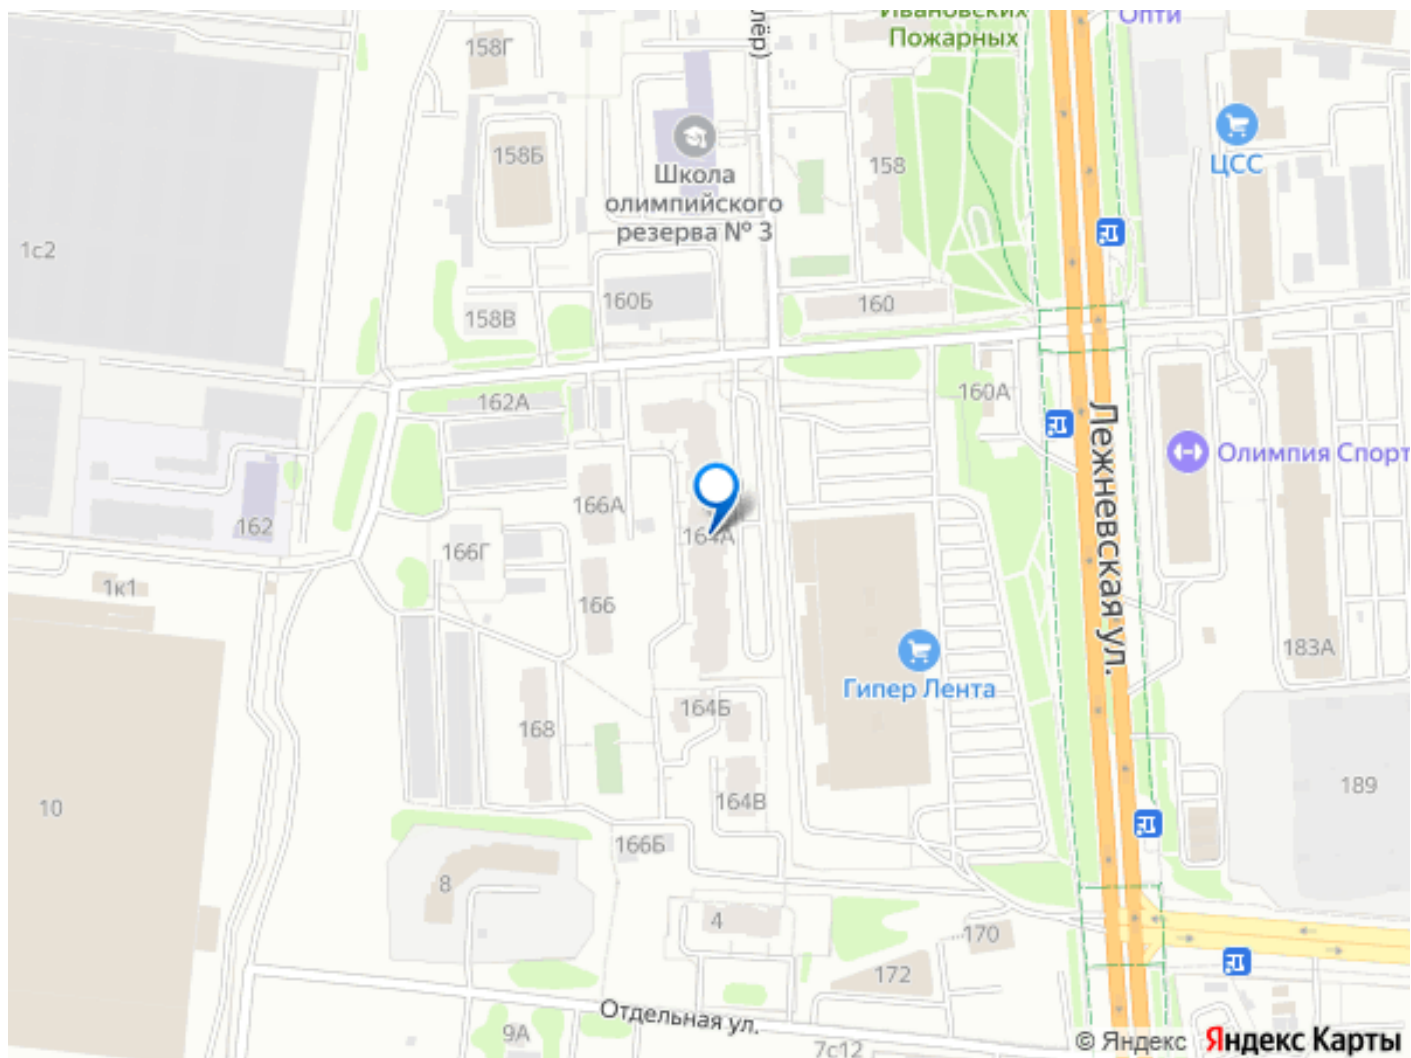 Ивановских
Пожарных
Опти
лёр)
158Г
158Б
Школа
олимпийского
резерва № 3
158
ЦСС
1с2
160Б
158В
160
162А
160А
Лежневская ул.
Олимпия Спорт
166А
162
164А
166Г
1к1
166
183А
Гипер Лента
164Б
168
164В
189
10
166Б
8
4
170
172
Отдельная ул.
9А
7с12
© Яндекс Яндекс Карты